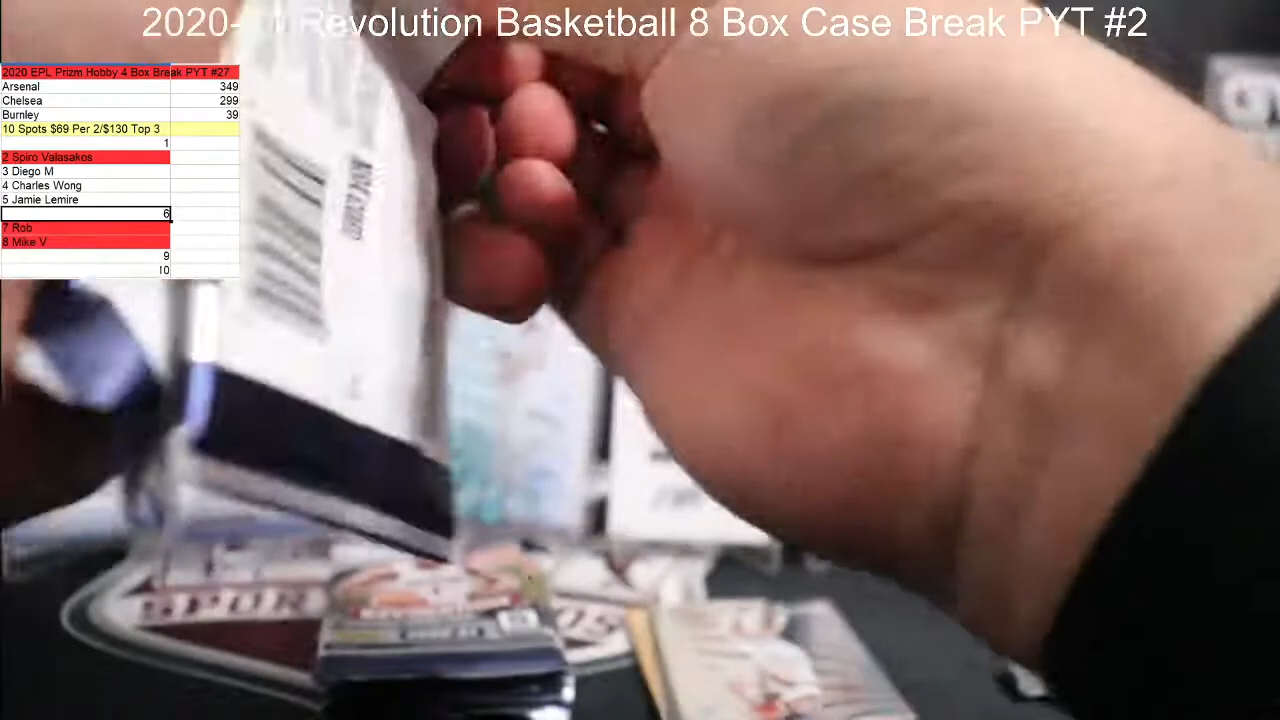 Revolution Basketball 8 Box Case Break PYT #2
2020 EPL Prizm Hobby 4 Box Break PYT #27
Arsenal 349
Chelsea 299
Burnley 39
10 Spots $69 Per 2/$130 Top 3
1
2 Spiro Valasakos
3 Diego M
4 Charles Wong
5 Jamie Lemire
6
7 Rob
8 Mike V
9
10